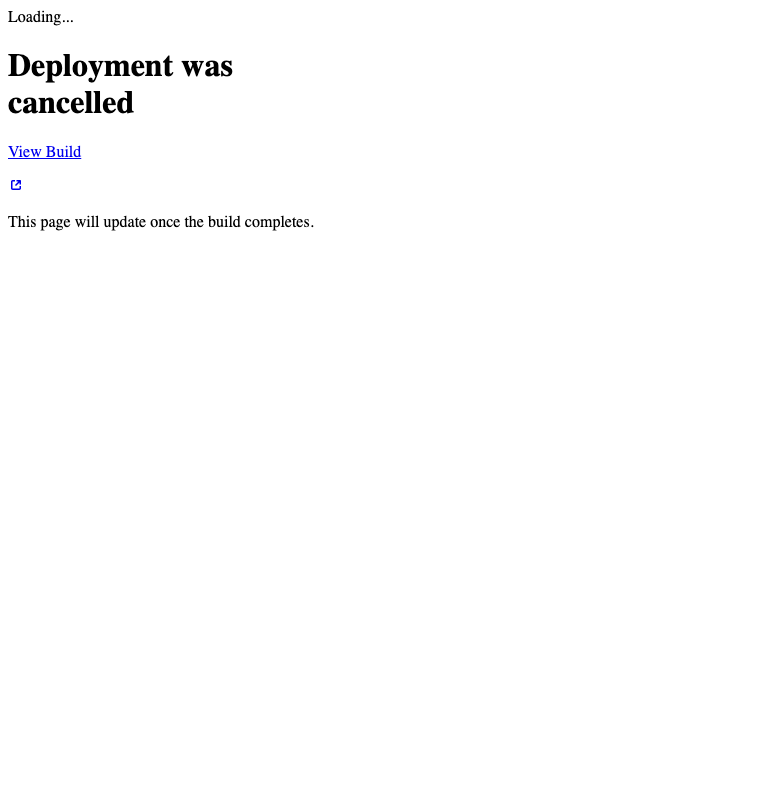 Loading...
Deployment was
cancelled
View Build
This page will update once the build completes.